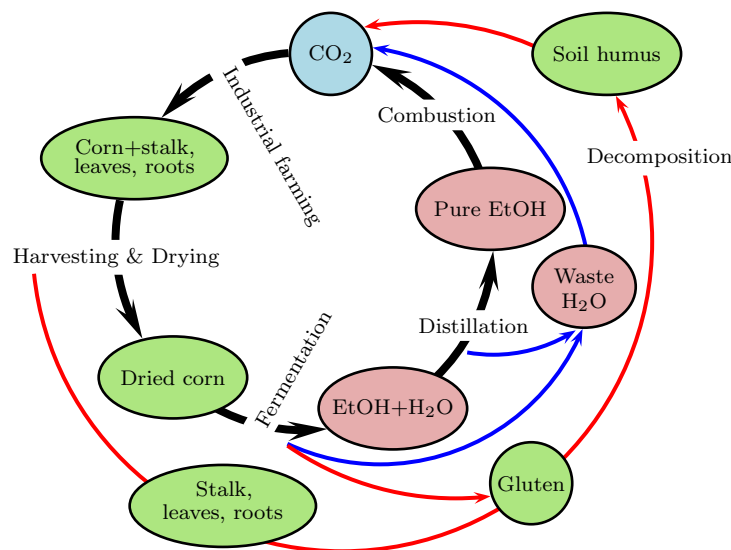 CO₂
Soil humus
Industrial farming
Combustion
Corn+stalk,
leaves, roots
Decomposition
Pure EtOH
Harvesting & Drying
Waste
H₂O
Distillation
Fermentation
Dried corn
EtOH+H₂O
Stalk,
leaves, roots
Gluten